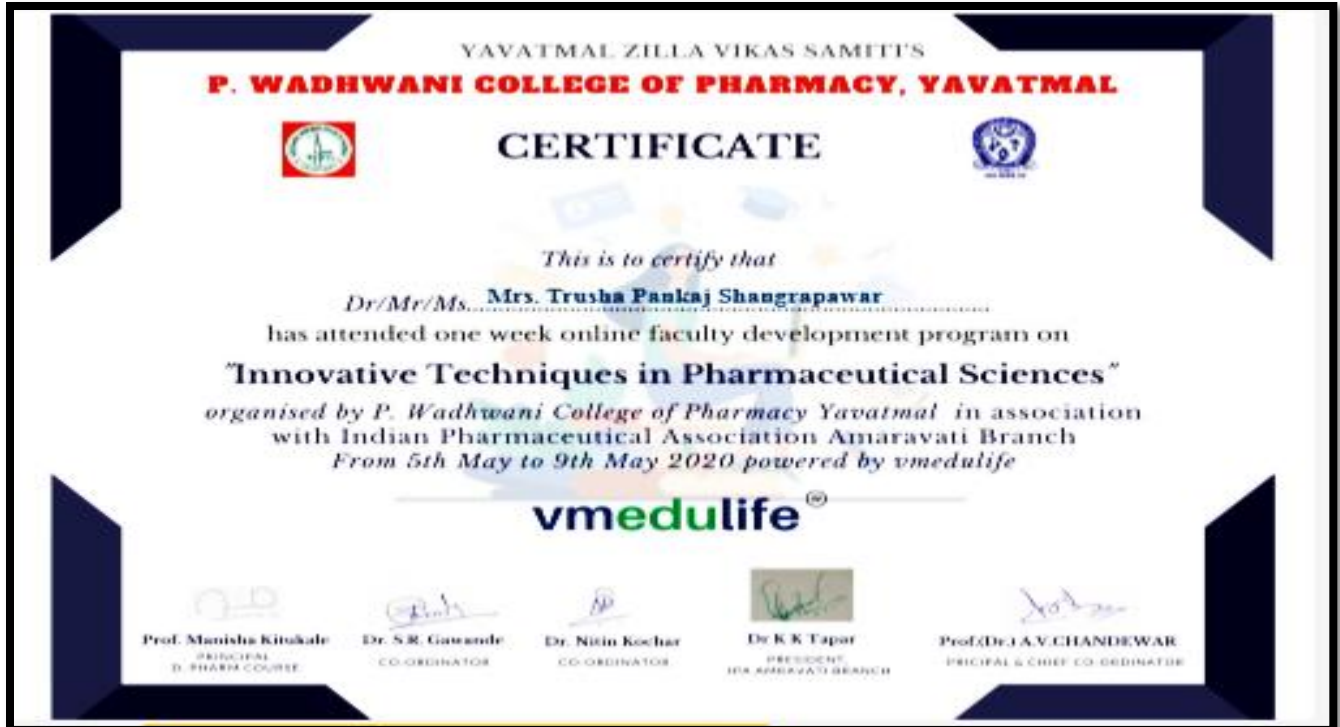 YAVATMAL ZILLA VIKAS SAMITI'S
P. WADHWANI COLLEGE OF PHARMACY, YAVATMAL
CERTIFICATE
This is to certify that
Dr/Mr/Ms. Mrs. Trusha Pankaj Shangrapawar
has attended one week online faculty development program on
"Innovative Techniques in Pharmaceutical Sciences"
organised by P. Wadhwani College of Pharmacy Yavatmal in association
with Indian Pharmaceutical Association Amaravati Branch
From 5th May to 9th May 2020 powered by vmedulife
vmedulife®
Prof. Manisha Kitukale Dr. S.R. Gawande Dr. Nitin Kochar Dr K K Tapar Prof.(Dr.) A.V.CHANDEWAR
PRINCIPAL CO-ORDINATOR CO-ORDINATOR PRESIDENT, PRICIPAL & CHIEF CO-ORDINATOR
D. PHARM COURSE IPA AMRAVATI BRANCH